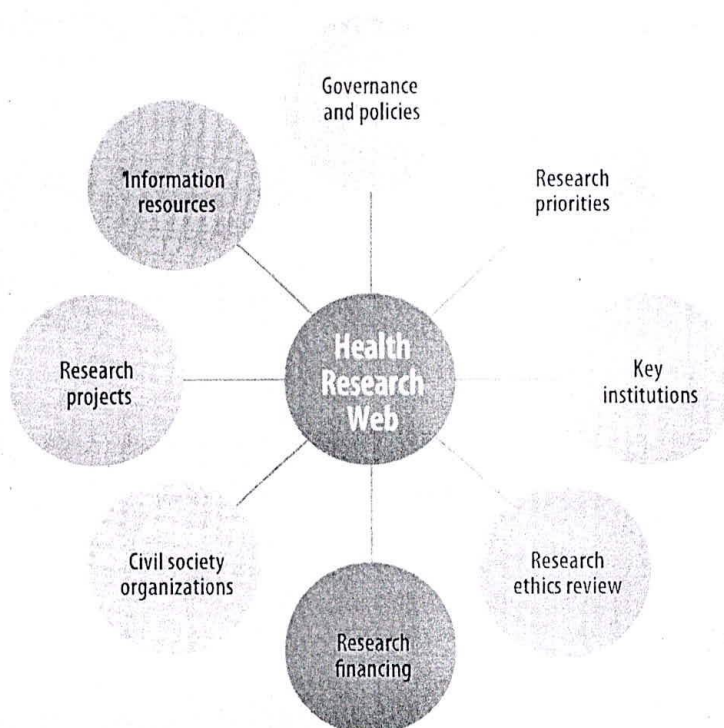 Governance
and policies
Information
resources
Research
priorities
Health
Research
Web
Research
projects
Key
institutions
Civil society
organizations
Research
ethics review
Research
financing